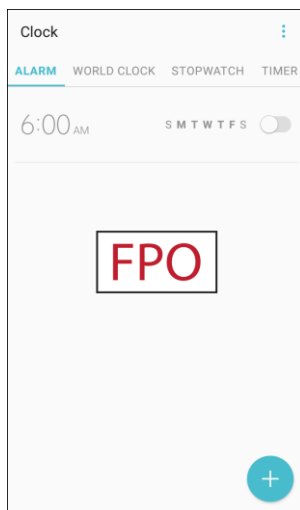 Clock
ALARM WORLD CLOCK STOPWATCH TIMER
6:00 AM S M T W T F S
FPO